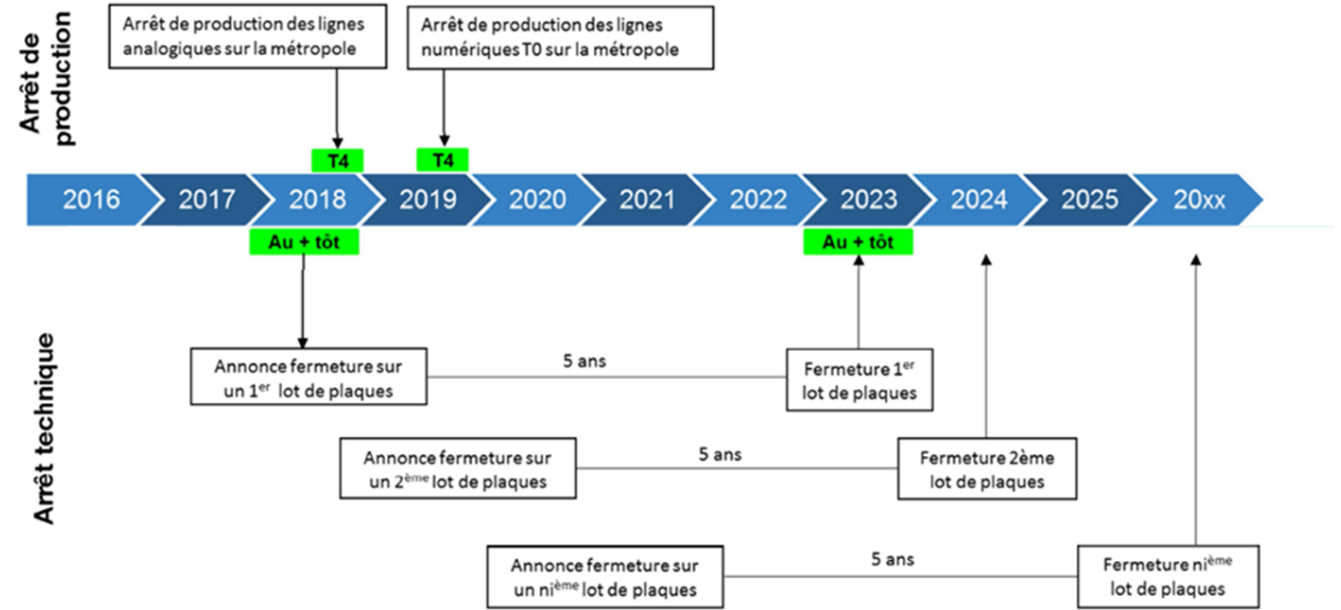 Arrêt de
production
Arrêt de production des lignes
analogiques sur la métropole
Arrêt de production des lignes
numériques T0 sur la métropole
T4
T4
2016
2017
2018
2019
2020
2021
2022
2023
2024
2025
20xx
Au + tôt
Au + tôt
Arrêt technique
Annonce fermeture sur
un 1er lot de plaques
5 ans
Fermeture 1er
lot de plaques
Annonce fermeture sur
un 2ème lot de plaques
5 ans
Fermeture 2ème
lot de plaques
Annonce fermeture sur
un nième lot de plaques
5 ans
Fermeture nième
lot de plaques